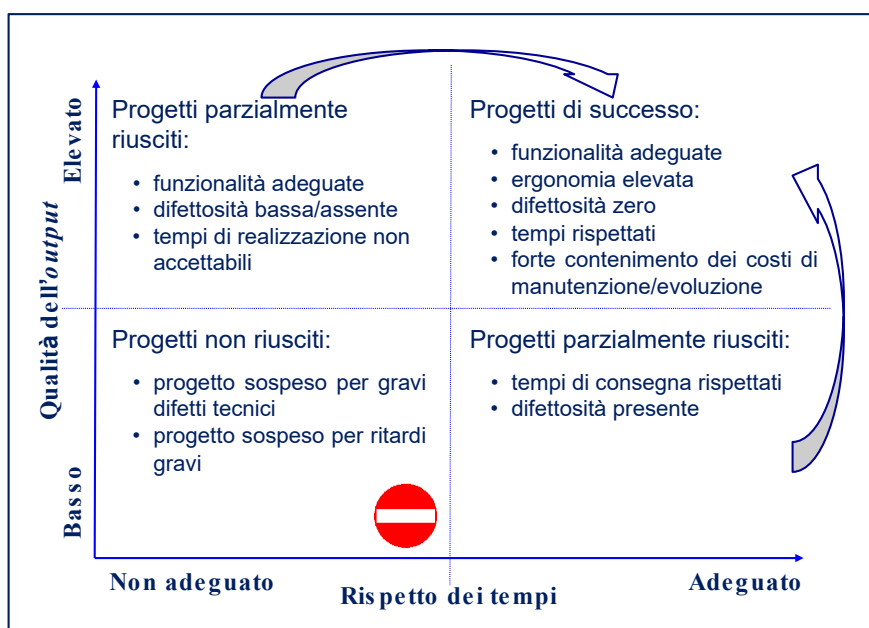 Progetti parzialmente
riusciti:
• funzionalità adeguate
• difettosità bassa/assente
• tempi di realizzazione non
accettabili
Progetti di successo:
• funzionalità adeguate
• ergonomia elevata
• difettosità zero
• tempi rispettati
• forte contenimento dei costi di
manutenzione/evoluzione
Progetti non riusciti:
• progetto sospeso per gravi
difetti tecnici
• progetto sospeso per ritardi
gravi
Progetti parzialmente riusciti:
• tempi di consegna rispettati
• difettosità presente
Qualità dell'output
Elevato
Basso
Non adeguato
Rispetto dei tempi
Adeguato